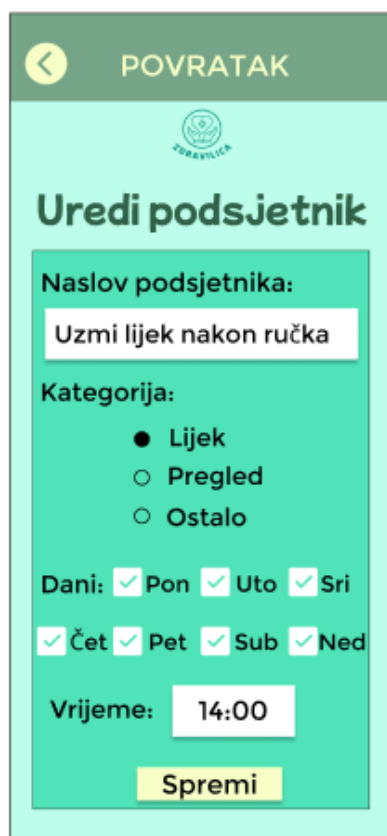 POVRATAK
ZDRAVILICA
Uredi podsjetnik
Naslov podsjetnika:
Uzmi lijek nakon ručka
Kategorija:
Lijek
Pregled
Ostalo
Dani: Pon Uto Sri
Čet Pet Sub Ned
Vrijeme: 14:00
Spremi